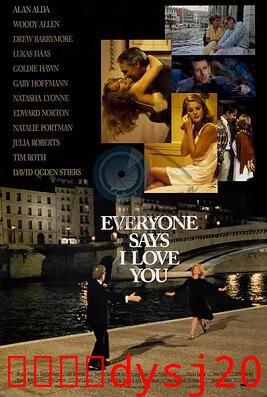 ALAN ALDA
WOODY ALLEN
DREW BARRYMORE
LUKAS HAAS
GOLDIE HAWN
GABY HOFFMANN
NATASHA LYONNE
EDWARD NORTON
NATALIE PORTMAN
JULIA ROBERTS
TIM ROTH
DAVID OGDEN STIERS
EVERYONE
SAYS
I LOVE
YOU
dysj20